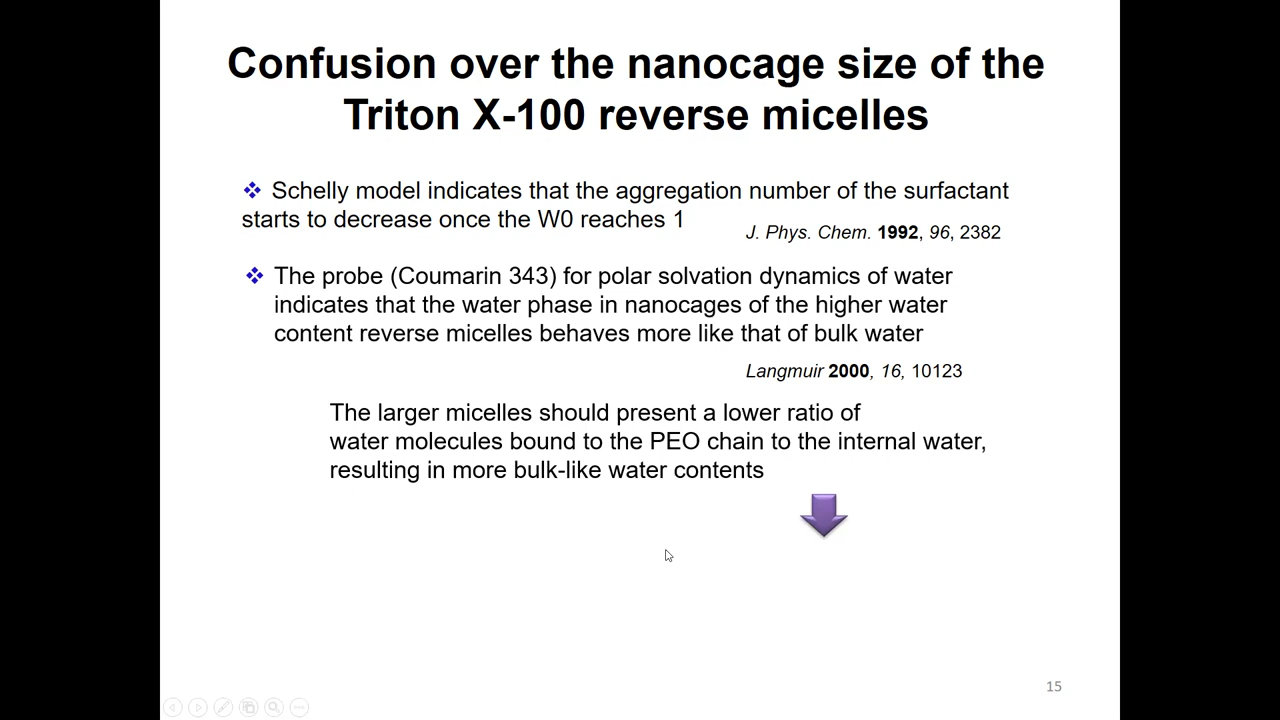 Confusion over the nanocage size of the
Triton X-100 reverse micelles
Schelly model indicates that the aggregation number of the surfactant
starts to decrease once the W0 reaches 1
J. Phys. Chem. 1992, 96, 2382
The probe (Coumarin 343) for polar solvation dynamics of water
indicates that the water phase in nanocages of the higher water
content reverse micelles behaves more like that of bulk water
Langmuir 2000, 16, 10123
The larger micelles should present a lower ratio of
water molecules bound to the PEO chain to the internal water,
resulting in more bulk-like water contents
15